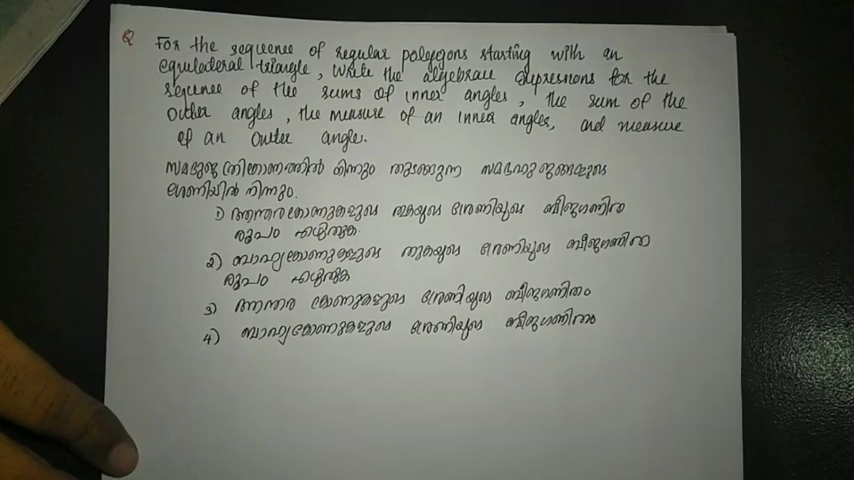 Q For the sequence of regular polygons starting with an
equilateral triangle, write the algebraic expressions for the
sequence of the sums of inner angles, the sum of the
outer angles, the measure of an inner angles, and measure
of an outer angle.
സമഭുജ ത്രികോണത്തിൽ നിന്നും തുടങ്ങുന്ന സമബഹുഭുജങ്ങളുടെ
ശ്രേണിയിൽ നിന്നും.
1) ആന്തരകോണുകളുടെ തുകയുടെ ശ്രേണിയുടെ ബീജഗണിത
രൂപം എഴുതുക.
2) ബാഹ്യകോണുകളുടെ തുകയുടെ ശ്രേണിയുടെ ബീജഗണിത
രൂപം എഴുതുക
3) ആന്തര കോണുകളുടെ ശ്രേണിയുടെ ബീജഗണിതം
4) ബാഹ്യകോണുകളുടെ ശ്രേണിയുടെ ബീജഗണിതം